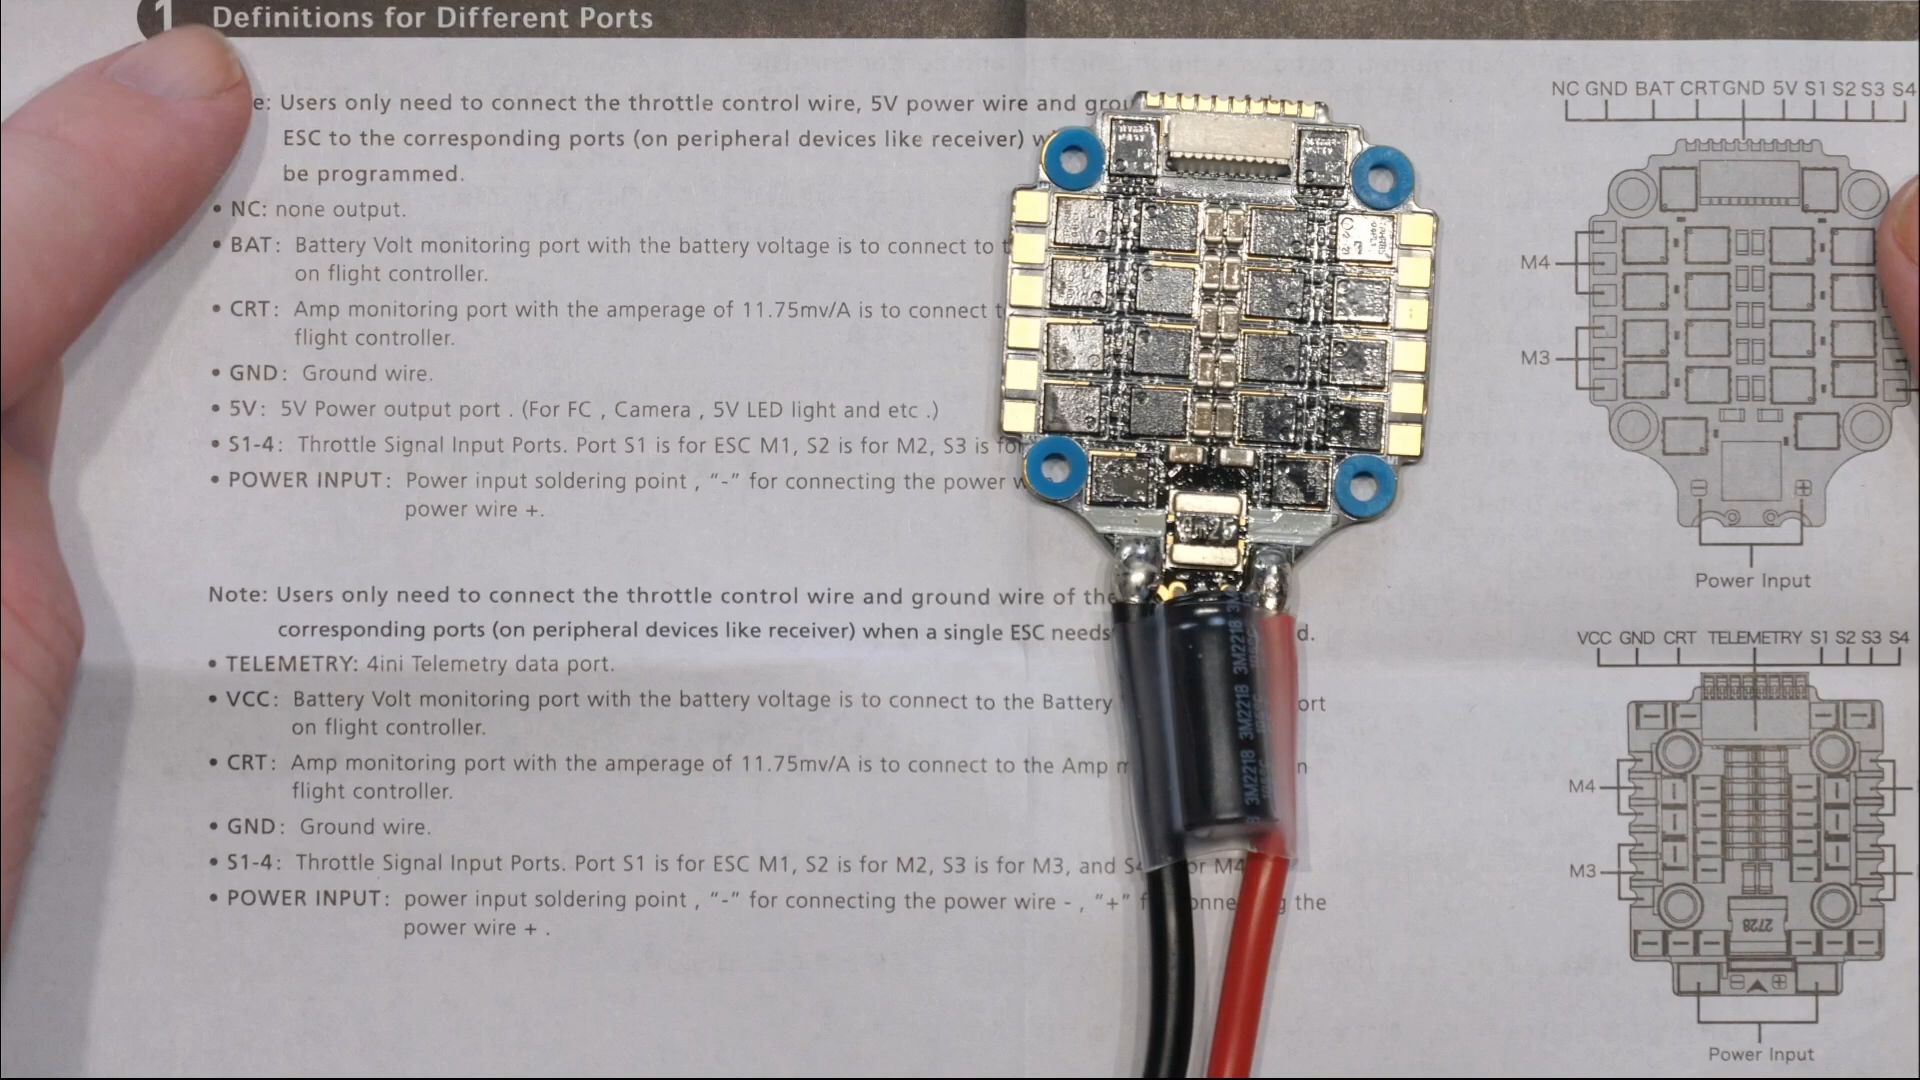 1 Definitions for Different Ports
Users only need to connect the throttle control wire, 5V power wire and
ESC to the corresponding ports (on peripheral devices like receiver)
be programmed.
• NC: none output.
• BAT: Battery Volt monitoring port with the battery voltage is to connect to
on flight controller.
• CRT: Amp monitoring port with the amperage of 11.75mv/A is to connect
flight controller.
• GND: Ground wire.
• 5V: 5V Power output port . (For FC , Camera , 5V LED light and etc .)
• S1-4: Throttle Signal Input Ports. Port S1 is for ESC M1, S2 is for M2, S3 is for
• POWER INPUT: Power input soldering point , “-” for connecting the power
power wire +.
Note: Users only need to connect the throttle control wire and ground wire of the
corresponding ports (on peripheral devices like receiver) when a single ESC needs
• TELEMETRY: 4ini Telemetry data port.
• VCC: Battery Volt monitoring port with the battery voltage is to connect to the Battery
on flight controller.
• CRT: Amp monitoring port with the amperage of 11.75mv/A is to connect to the Amp
flight controller.
• GND: Ground wire.
• S1-4: Throttle Signal Input Ports. Port S1 is for ESC M1, S2 is for M2, S3 is for M3, and S4 for M4
• POWER INPUT: power input soldering point , “-” for connecting the power wire - , “+” for connecting the
power wire + .
NC GND BAT CRT GND 5V S1 S2 S3 S4
M4
M3
Power Input
VCC GND CRT TELEMETRY S1 S2 S3 S4
M4
M3
2728
Power Input
3M2218 3M2218 3M2218